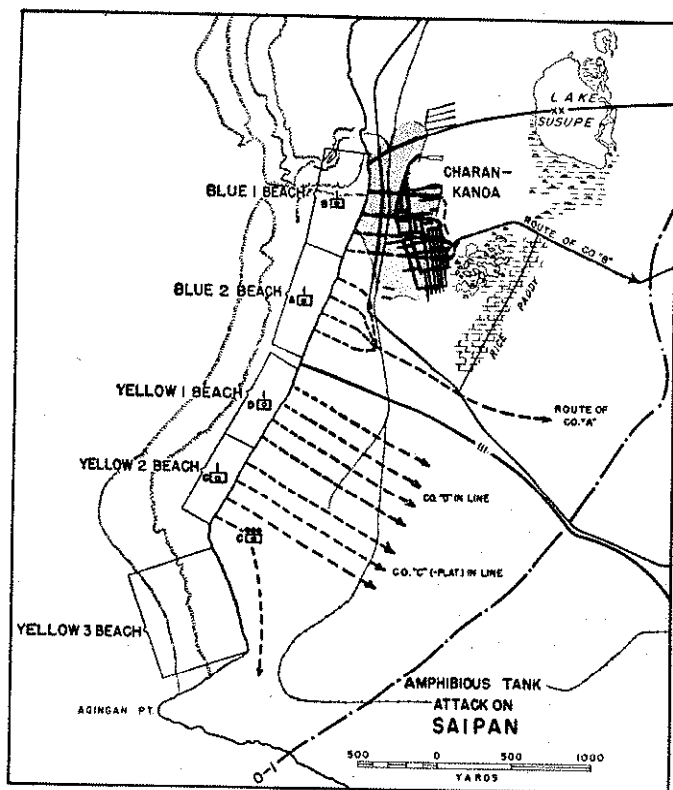 LAKE
XX
SUSUPE
CHARAN-
KANOA
BLUE 1 BEACH
B
ROUTE OF CO. "B"
BLUE 2 BEACH
A
RICE PADDY
YELLOW 1 BEACH
D
ROUTE OF
CO. "A"
III
YELLOW 2 BEACH
C
CO. "D" IN LINE
C
CO. "C" (-PLAT) IN LINE
YELLOW 3 BEACH
AGINGAN PT.
AMPHIBIOUS TANK
ATTACK ON
SAIPAN
500 0 500 1000
YARDS
O-1